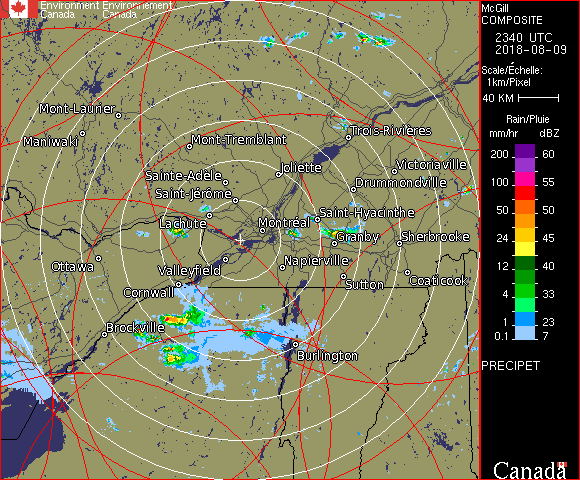 Environment Environnement
Canada Canada
McGill
COMPOSITE
2340 UTC
2018-08-09
Scale/Échelle:
1km/Pixel
40 KM
Rain/Pluie
mm/hr dBZ
200 60
100 55
50 50
24 45
12 40
4 33
1 23
0.1 7
PRECIPET
Canada
Mont-Laurier
Maniwaki
Mont-Tremblant
Trois-Rivières
Sainte-Adèle
Joliette
Victoriaville
Saint-Jérôme
Drummondville
Lachute
Montréal
Saint-Hyacinthe
Granby
Sherbrooke
Ottawa
Valleyfield
Napierville
Cornwall
Sutton
Coaticook
Brockville
Burlington